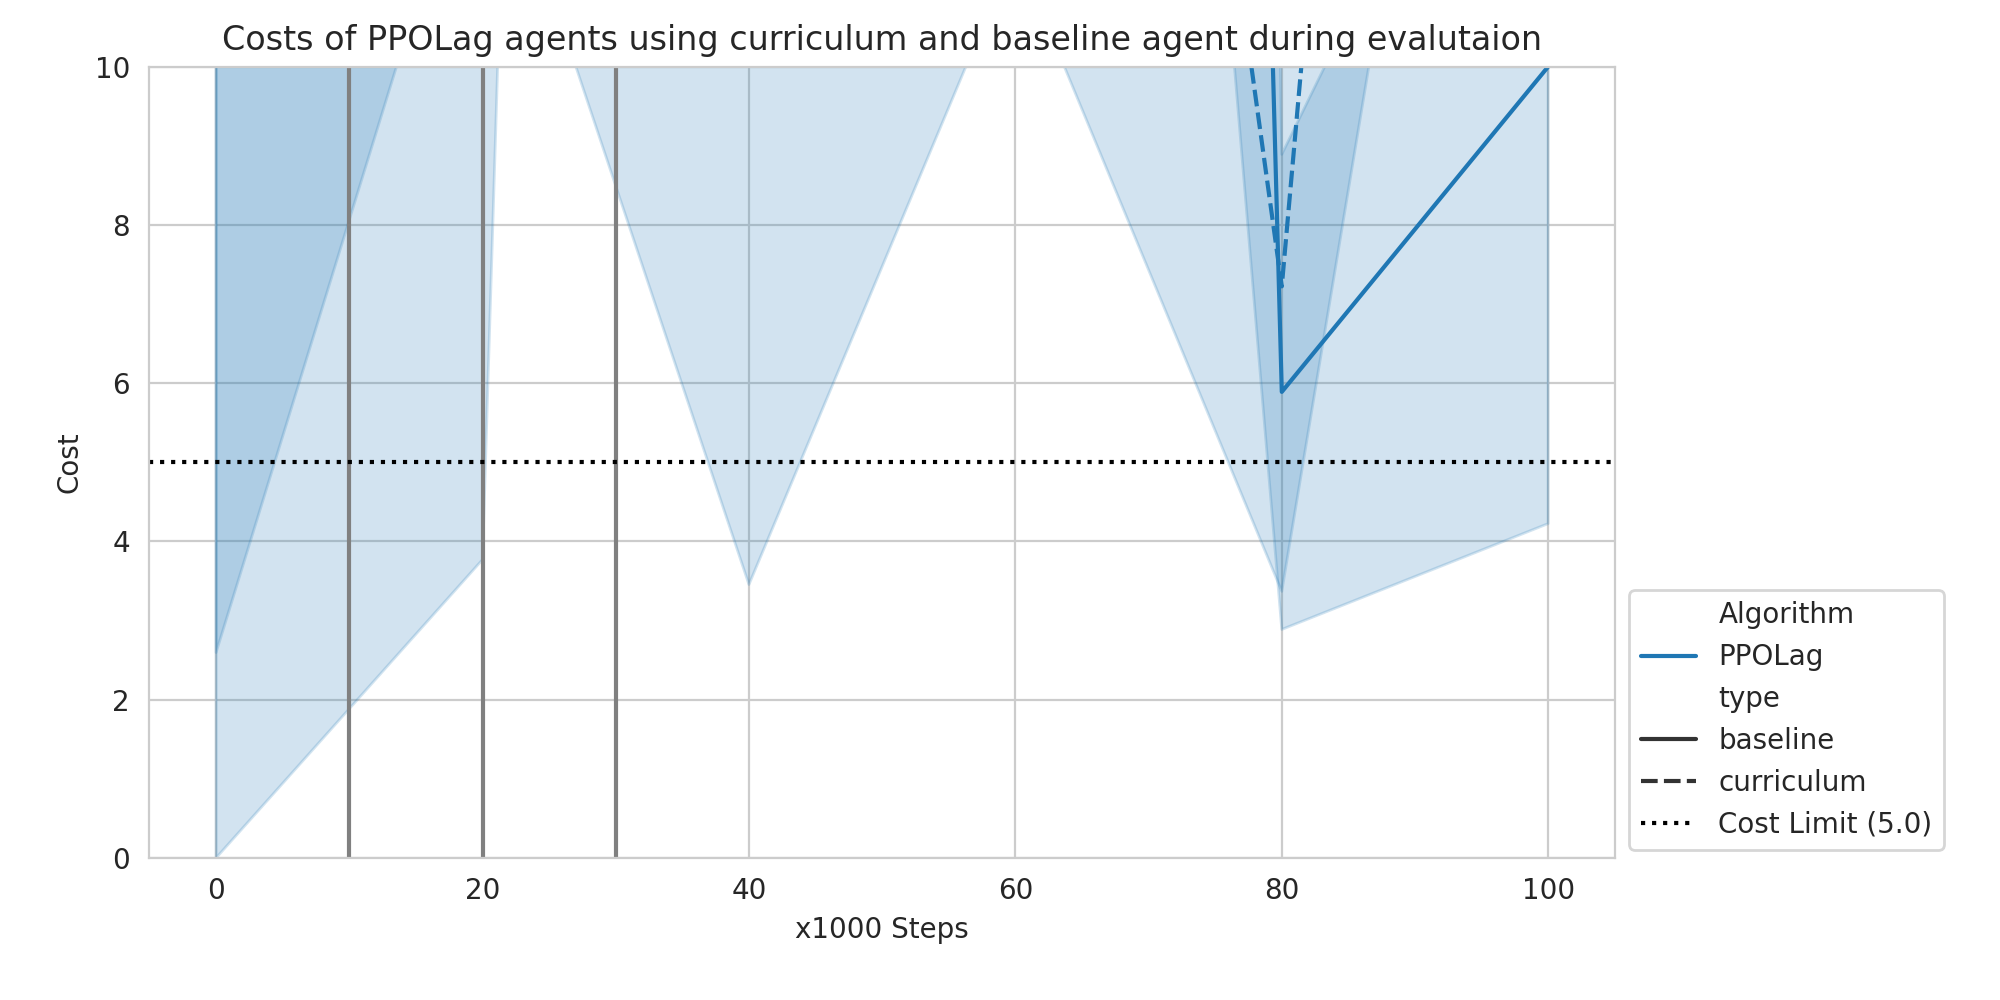 Costs of PPOLag agents using curriculum and baseline agent during evalutaion
10
8
6
4
2
0
Cost
0 20 40 60 80 100
x1000 Steps
Algorithm
PPOLag
type
baseline
curriculum
Cost Limit (5.0)